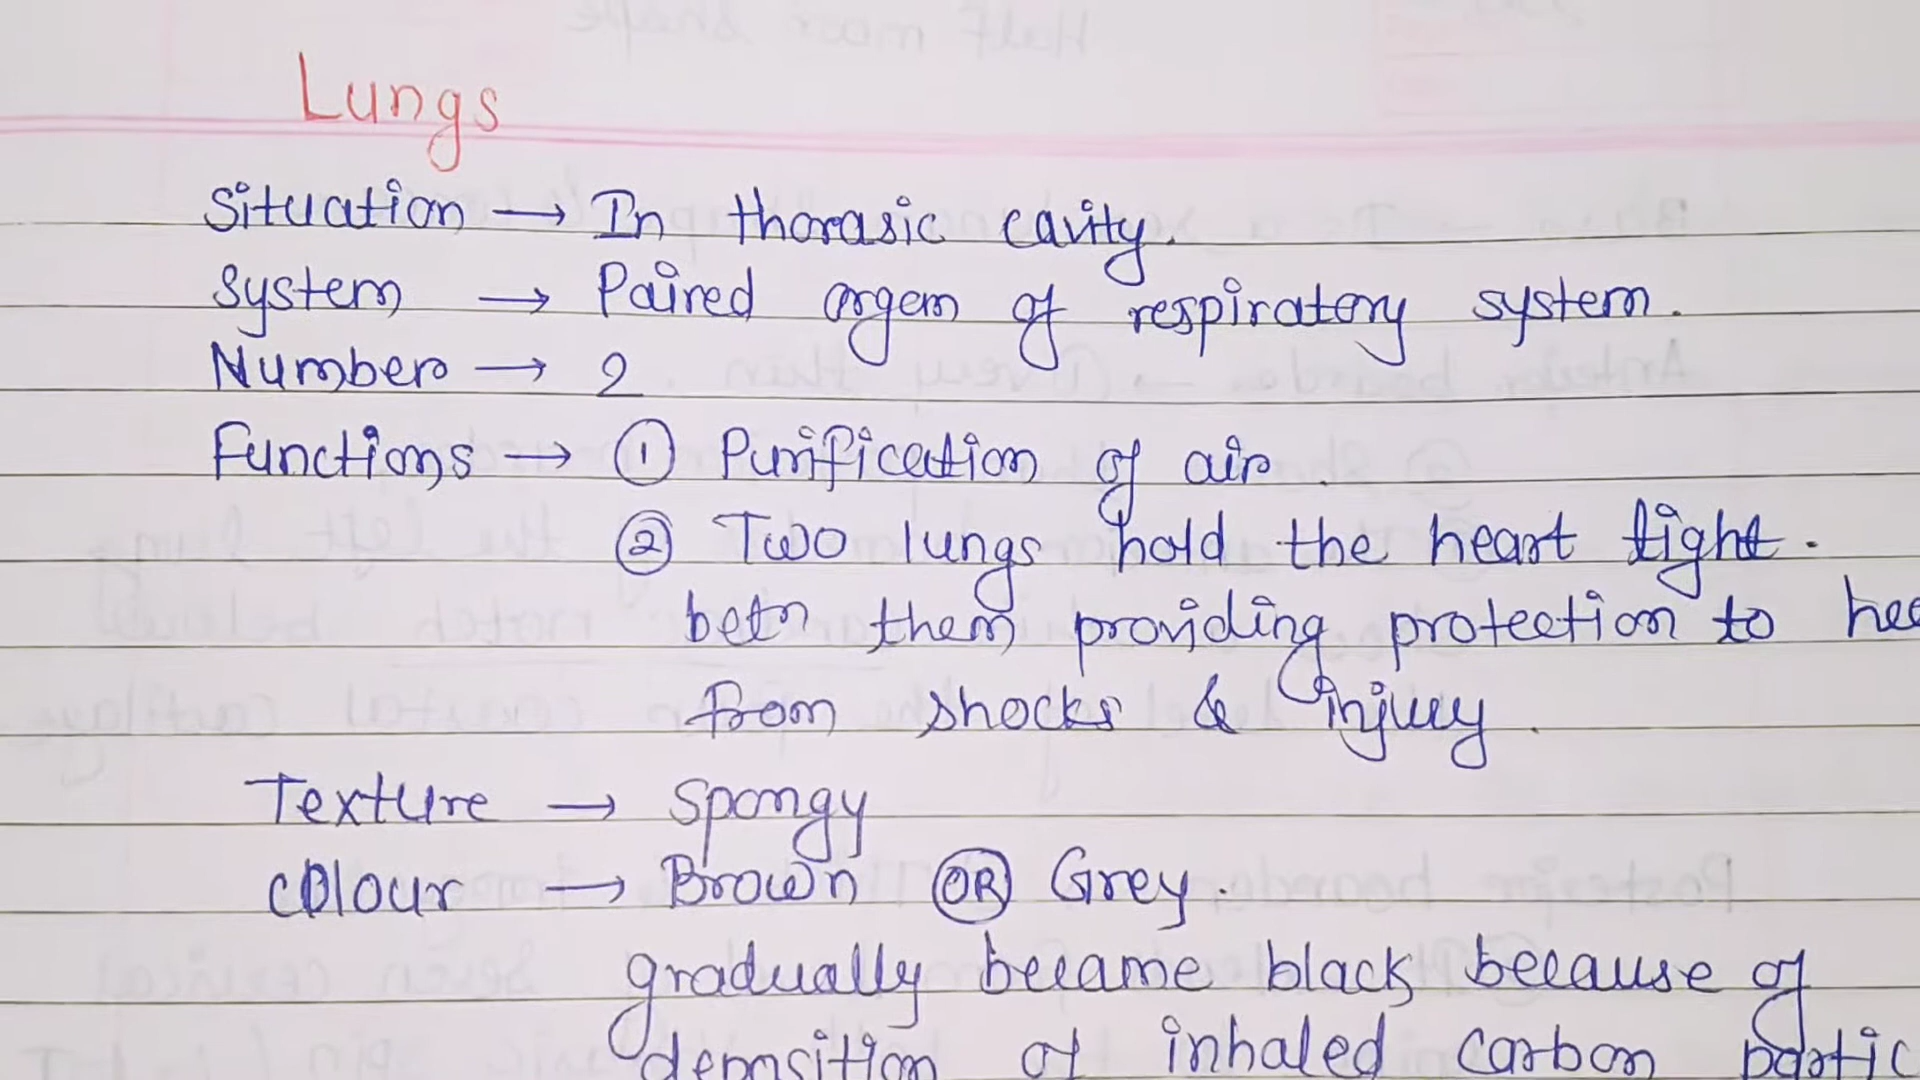 Lungs
Situation → In thorasic cavity.
System → Paired organ of respiratory system.
Number → 2
Functions → ① Purification of air.
② Two lungs hold the heart tight.
betn them providing protection to
from shocks & injury.
Texture → Spongy
colour → Brown OR Grey.
gradually became black because of
deposition of inhaled carbon